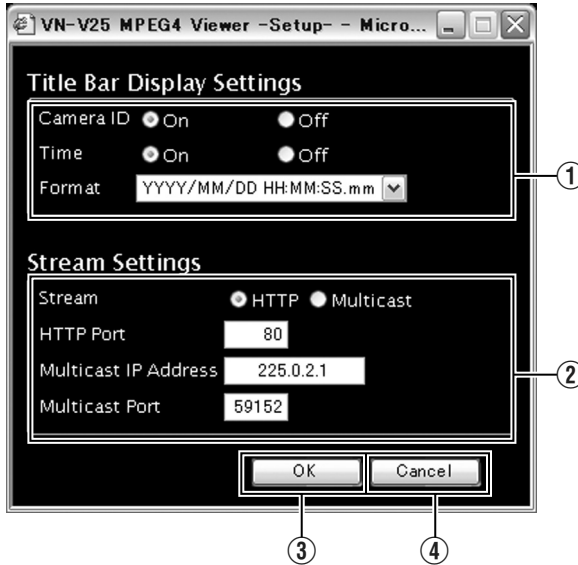 VN-V25 MPEG4 Viewer -Setup- - Micro...
Title Bar Display Settings
Camera ID On Off
Time On Off
Format YYYY/MM/DD HH:MM:SS.mm
①
Stream Settings
Stream HTTP Multicast
HTTP Port 80
Multicast IP Address 225.0.2.1
②
Multicast Port 59152
OK Cancel
③ ④